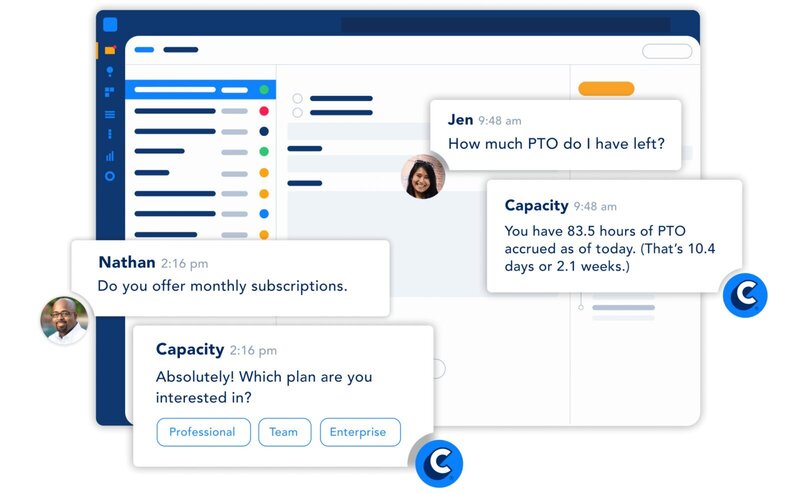 Jen 9:48 am
How much PTO do I have left?
Capacity 9:48 am
You have 83.5 hours of PTO
accrued as of today. (That's 10.4
days or 2.1 weeks.)
C
Nathan 2:16 pm
Do you offer monthly subscriptions.
Capacity 2:16 pm
Absolutely! Which plan are you
interested in?
Professional Team Enterprise
C